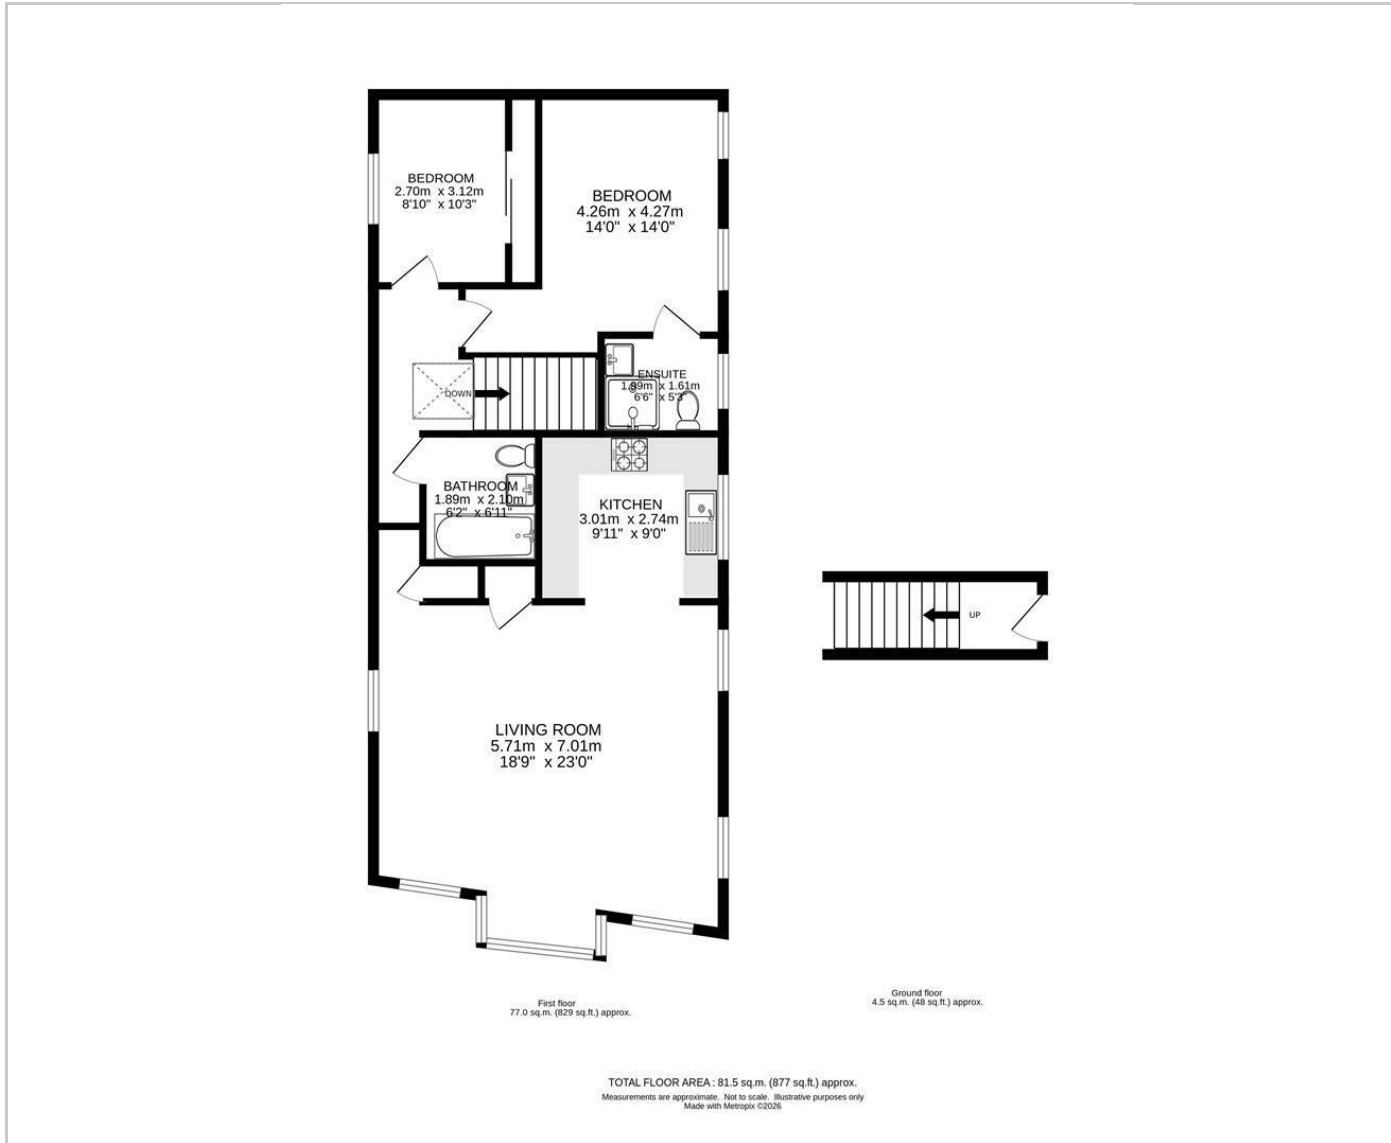 BEDROOM
2.70m x 3.12m
8'10" x 10'3"
BEDROOM
4.26m x 4.27m
14'0" x 14'0"
DOWN
ENSUITE
1.99m x 1.61m
6'6" x 5'3"
BATHROOM
1.89m x 2.10m
6'2" x 6'11"
KITCHEN
3.01m x 2.74m
9'11" x 9'0"
UP
LIVING ROOM
5.71m x 7.01m
18'9" x 23'0"
First floor
77.0 sq.m. (829 sq.ft.) approx.
Ground floor
4.5 sq.m. (48 sq.ft.) approx.
TOTAL FLOOR AREA : 81.5 sq.m. (877 sq.ft.) approx.
Measurements are approximate. Not to scale. Illustrative purposes only
Made with Metropix ©2026